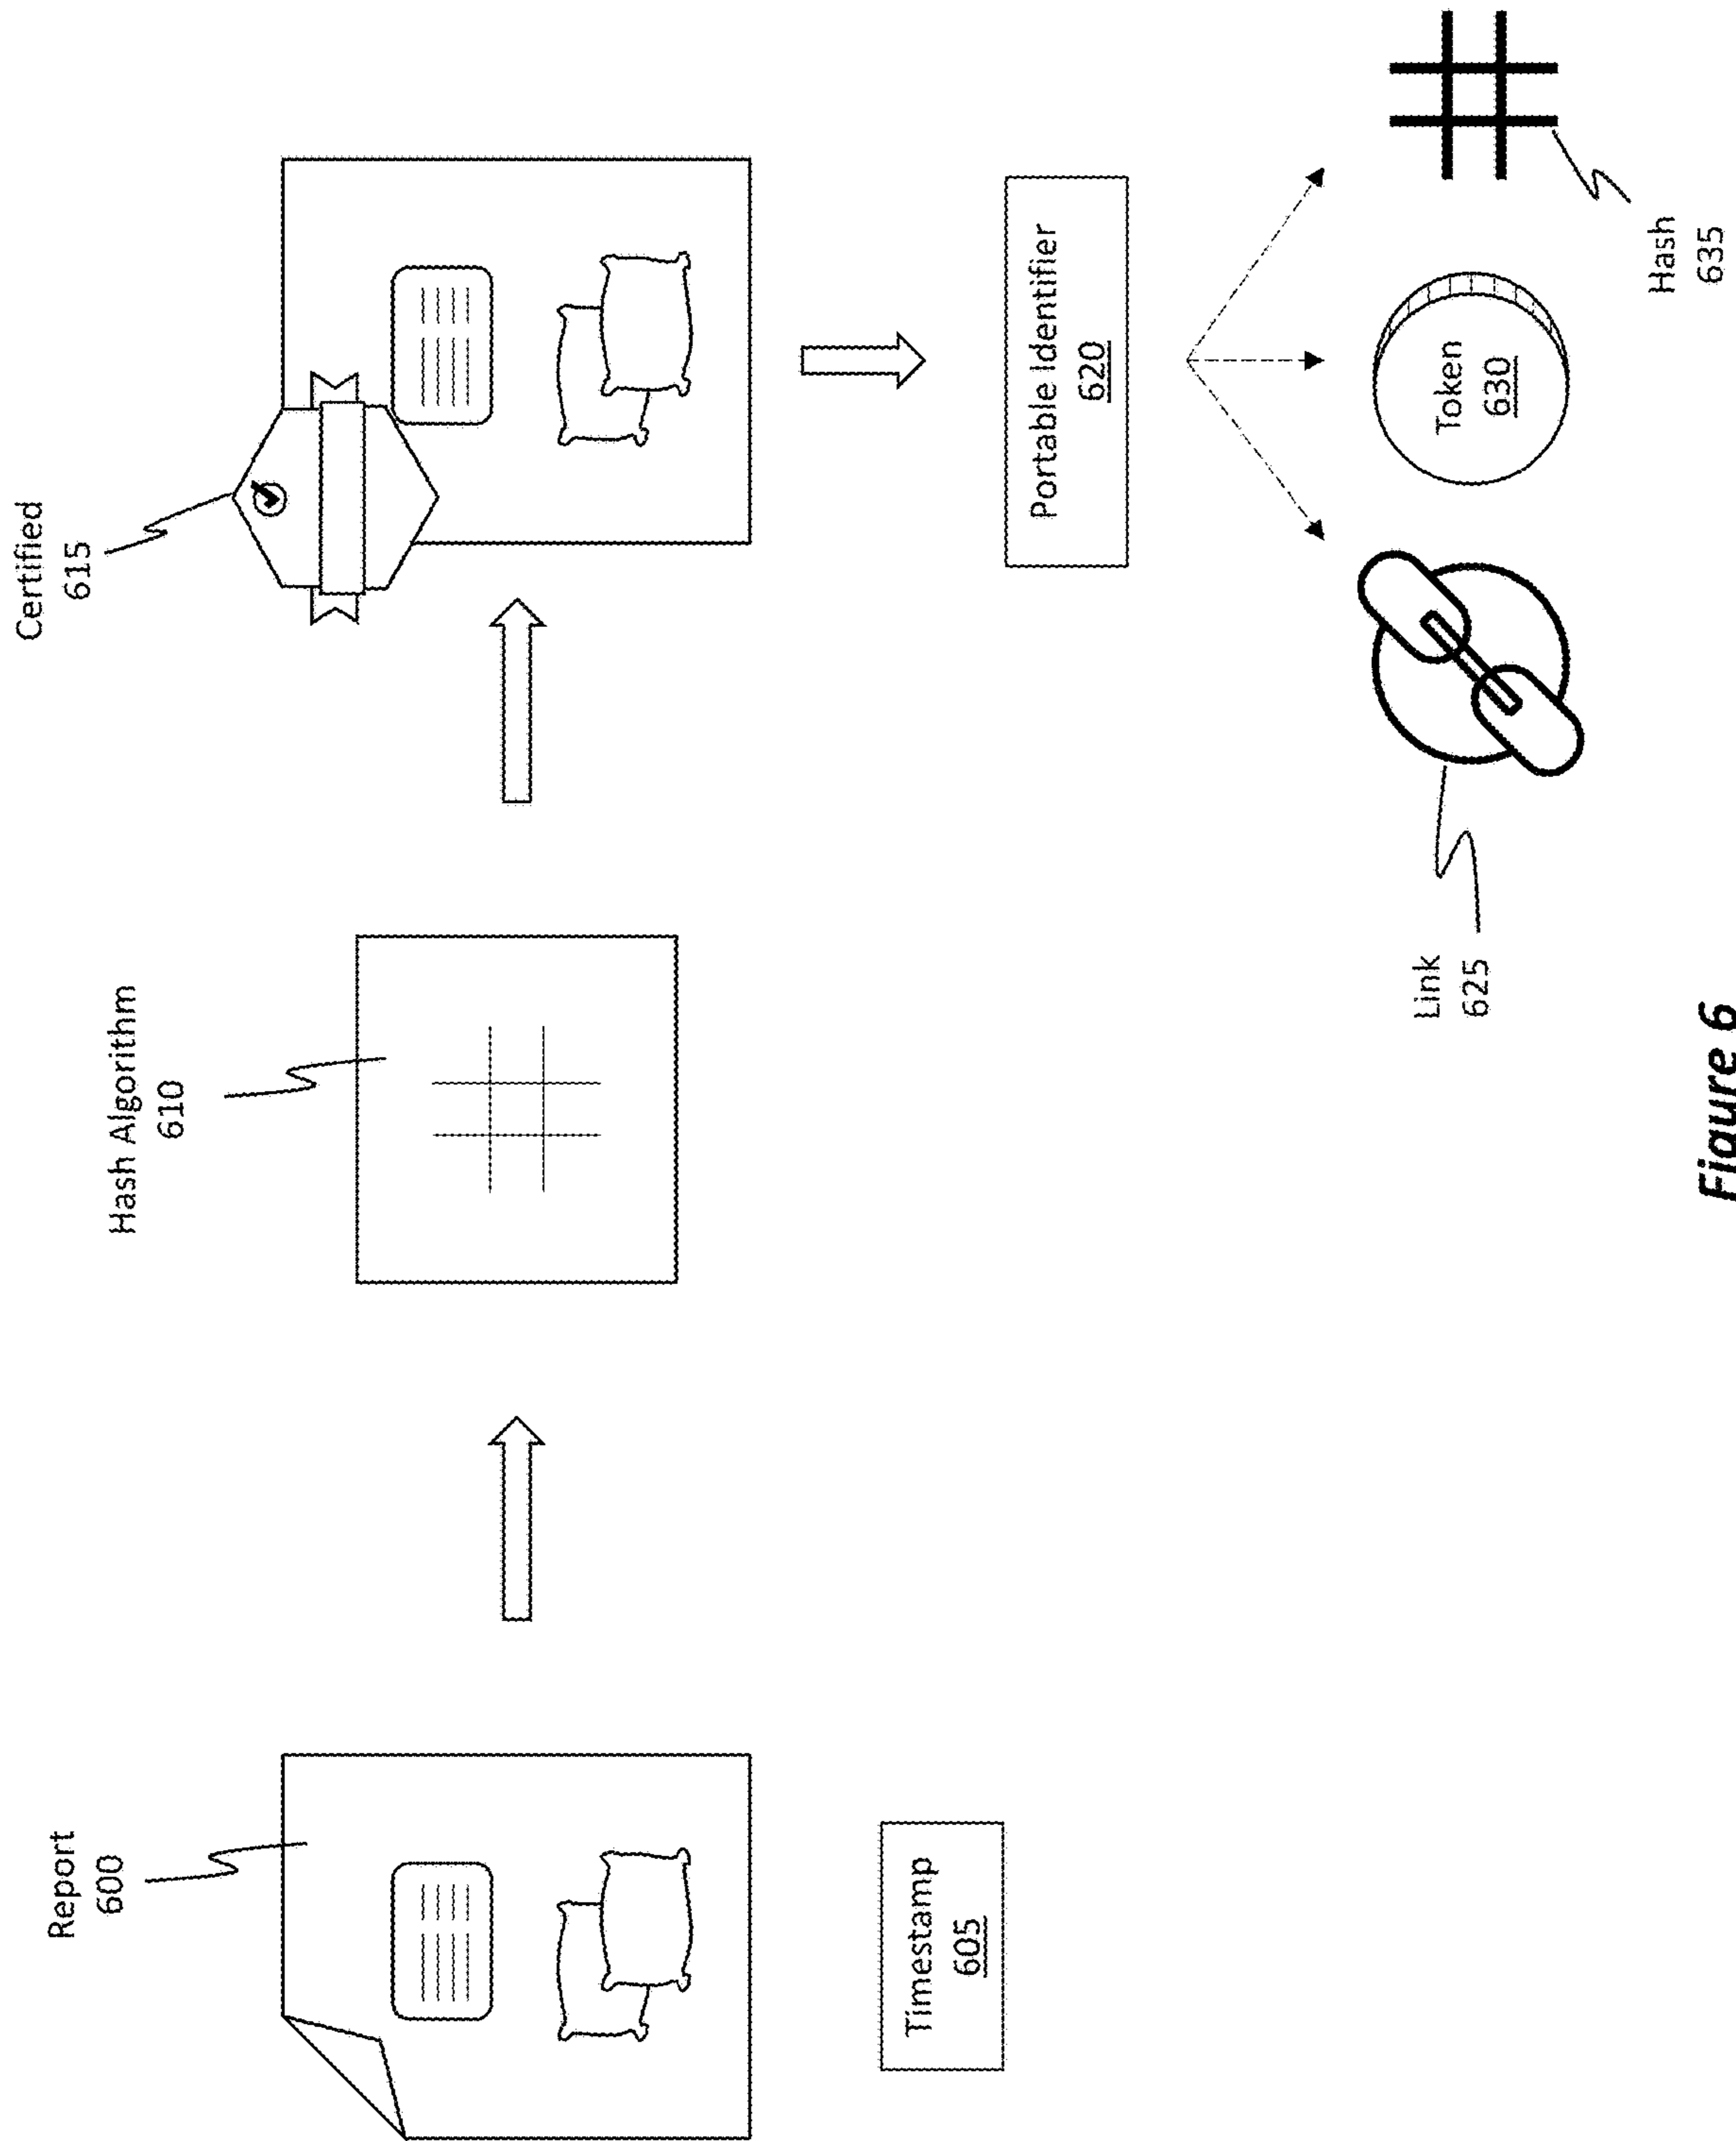 Report
600
Timestamp
605
Hash Algorithm
610
Certified
615
Portable Identifier
620
Link
625
Token
630
Hash
635
Figure 6